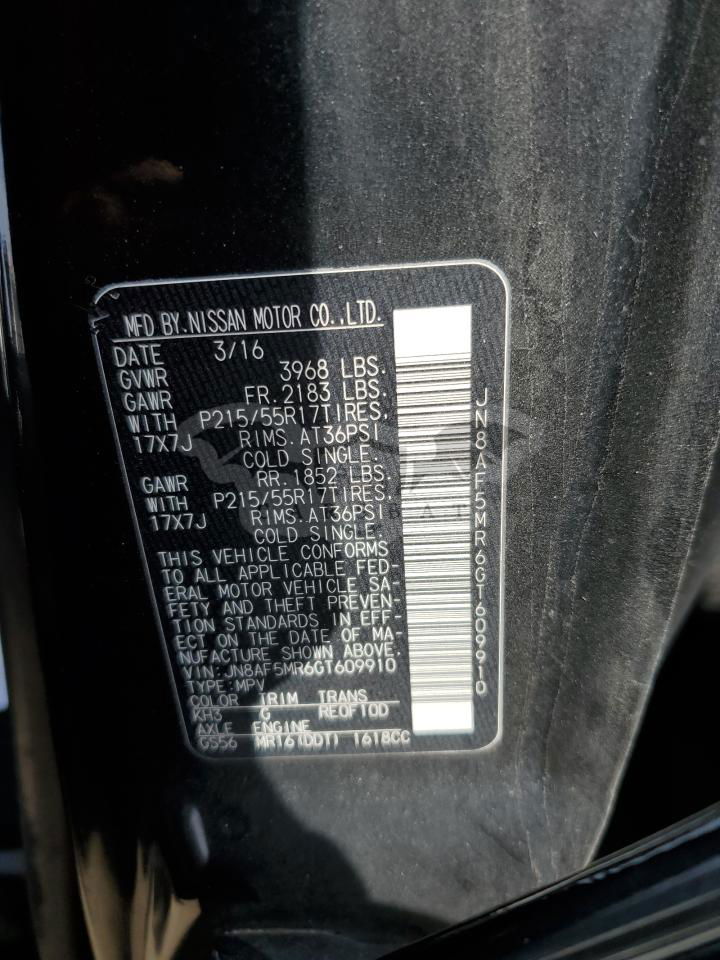 MFD BY.NISSAN MOTOR CO.,LTD.
DATE 3/16
GVWR 3968 LBS.
GAWR FR.2183 LBS.
WITH P215/55R17TIRES.
17X7J RIMS.AT36PSI
COLD SINGLE.
GAWR RR.1852 LBS.
WITH P215/55R17TIRES.
17X7J RIMS.AT36PSI
COLD SINGLE.
THIS VEHICLE CONFORMS
TO ALL APPLICABLE FED-
ERAL MOTOR VEHICLE SA-
FETY AND THEFT PREVEN-
TION STANDARDS IN EFF-
ECT ON THE DATE OF MA-
NUFACTURE SHOWN ABOVE.
VIN:JN8AF5MR6GT609910
TYPE:MPV
COLOR TRIM TRANS
KH3 G REOF10D
AXLE ENGINE
GS56 MR16(DDT) 1618CC
JN8AF5MR6GT609910